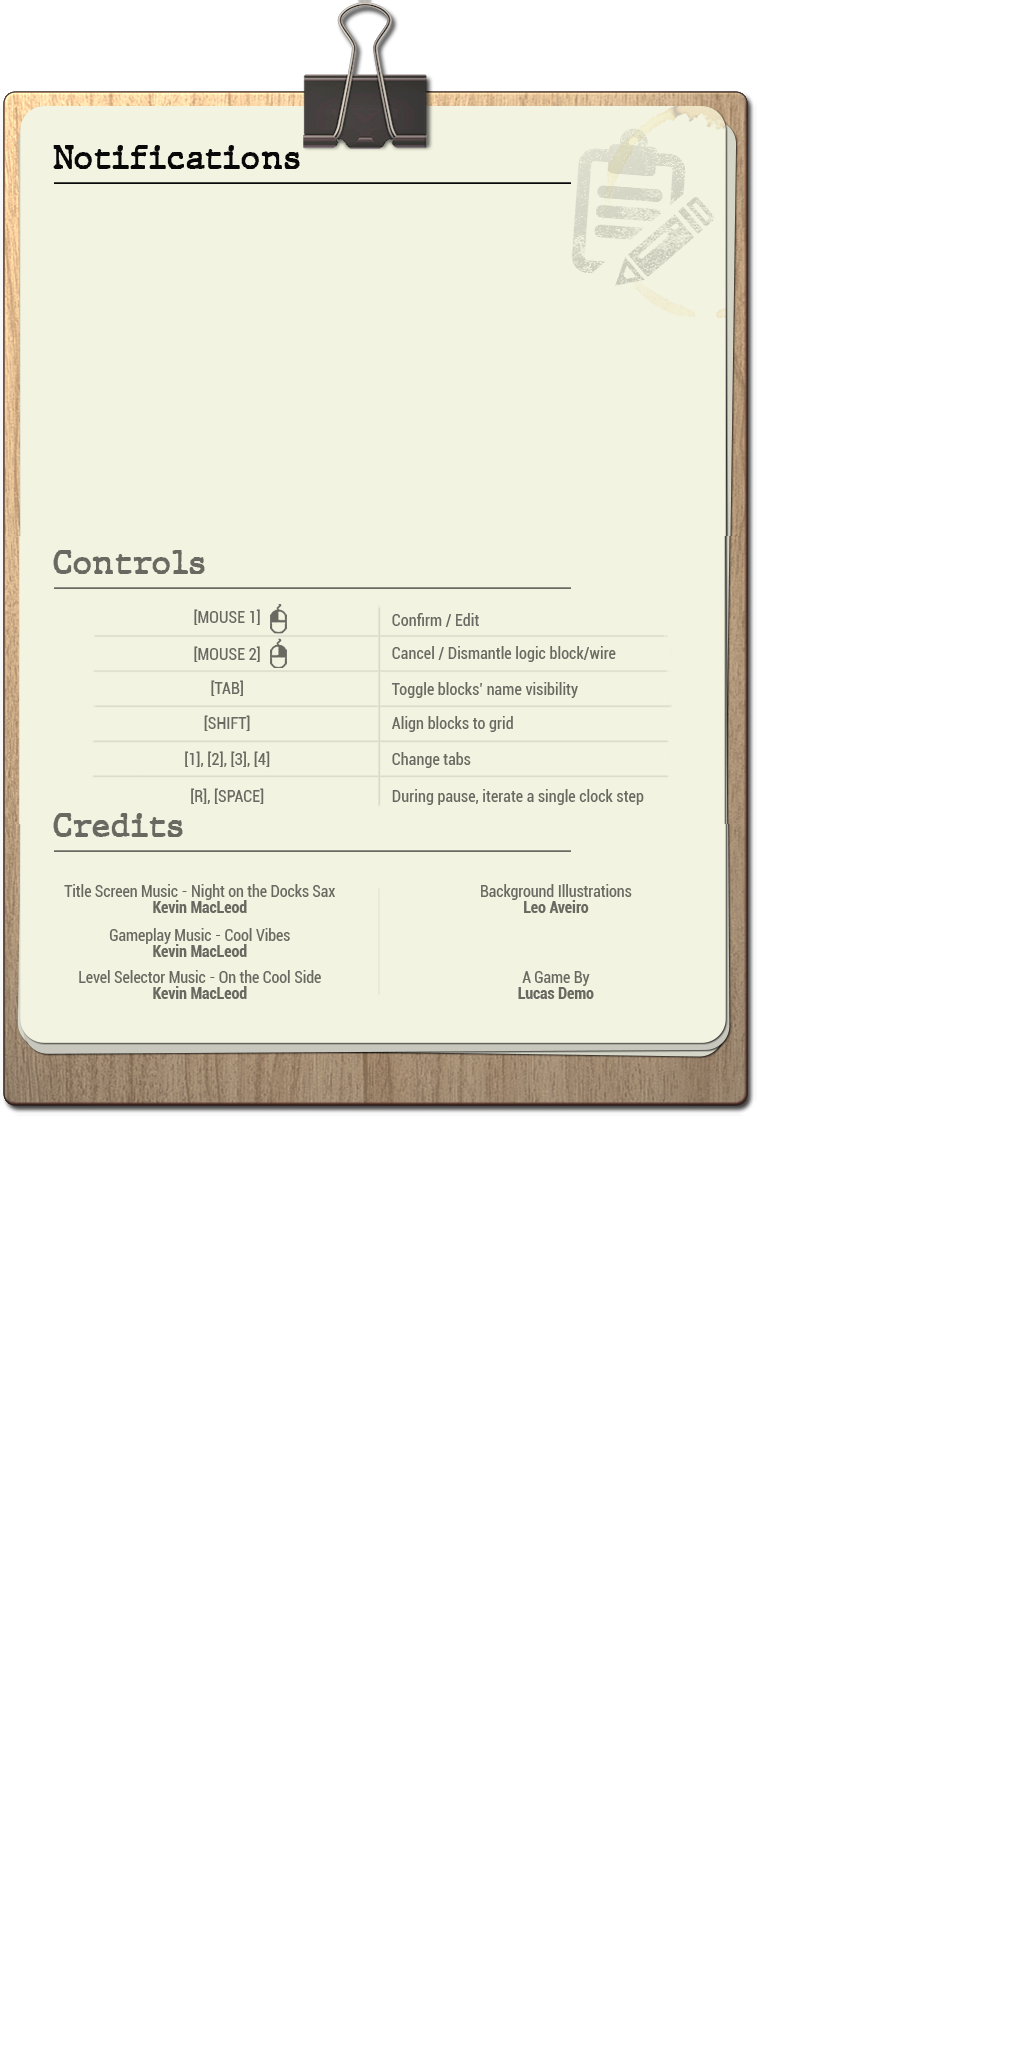 Notifications
Controls
[MOUSE 1] Confirm / Edit
[MOUSE 2] Cancel / Dismantle logic block/wire
[TAB] Toggle blocks' name visibility
[SHIFT] Align blocks to grid
[1], [2], [3], [4] Change tabs
[R], [SPACE] During pause, iterate a single clock step
Credits
Title Screen Music - Night on the Docks Sax
Kevin MacLeod
Gameplay Music - Cool Vibes
Kevin MacLeod
Level Selector Music - On the Cool Side
Kevin MacLeod
Background Illustrations
Leo Aveiro
A Game By
Lucas Demo